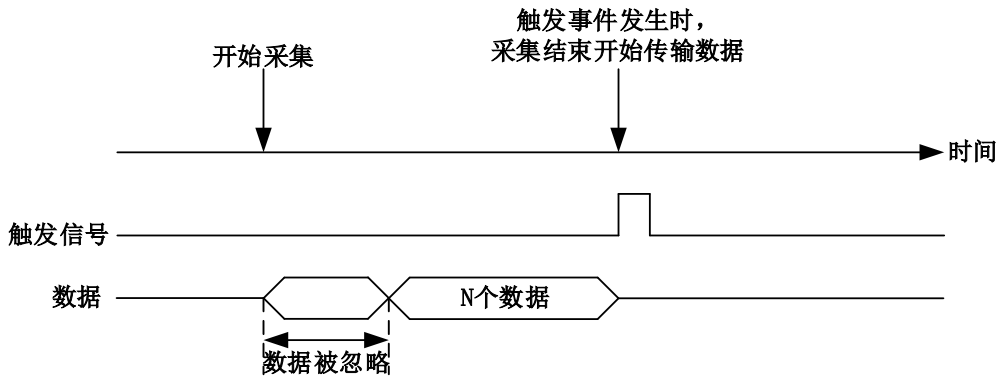 开始采集
触发事件发生时，
采集结束开始传输数据
时间
触发信号
数据
N个数据
数据被忽略